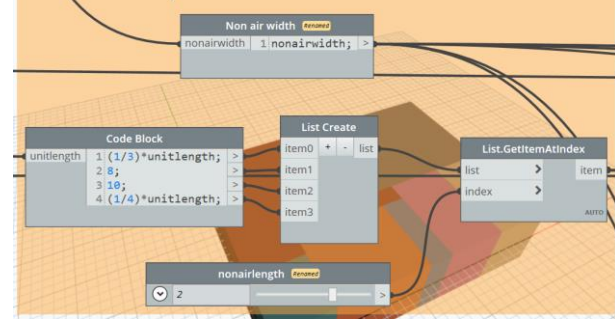 Non air width Renamed
nonairwidth 1 nonairwidth; >
Code Block
unitlength 1 (1/3)*unitlength; >
2 8; >
3 10; >
4 (1/4)*unitlength; >
List Create
item0 + - list
item1
item2
item3
List.GetItemAtIndex
list > item
index >
AUTO
nonairlength Renamed
2 >